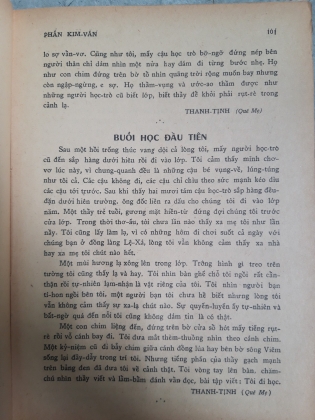 PHẦN KIM-VĂN 101
lo sợ vẩn-vơ. Cũng như tôi, mấy cậu học trò bờ-ngỡ đứng nép bên
người thân chỉ dám nhìn một nửa hay dám đi từng bước nhẹ. Họ
như con chim đứng trên bờ tổ nhìn quãng trời rộng muốn bay nhưng
còn ngập-ngừng, e sợ. Họ thầm-vụng và ước-ao thầm được như
những người học-trò cũ biết lớp, biết thầy để khỏi phải rụt-rè trong
cảnh lạ.
THANH-TỊNH (Quê Mẹ)
BUỔI HỌC ĐẦU TIÊN
Sau một hồi trống thúc vang dội cả lòng tôi, mấy người học-trò
cũ đến sắp hàng dưới hiên rồi đi vào lớp. Tôi cảm thấy mình chơ-
vơ lúc này, vì chung-quanh đều là những cậu bé vụng-về, lúng-túng
như tôi cả. Các cậu không đi, các cậu chỉ chia theo sức mạnh kéo dìu
các cậu tới trước. Sau khi thấy hai mươi tám cậu học-trò sắp hàng đều-
đặn dưới hiên trường, ông đốc liền ra dấu cho chúng tôi đi vào lớp
năm. Một thầy trẻ tuổi, gương mặt hiền-từ đứng đợi chúng tôi trước
cửa lớp. Trong thời thơ-ấu, tôi chưa lần nào thấy xa mẹ tôi như lần
nầy. Tôi cũng lấy làm lạ, vì có những hôm đi chơi suốt cả ngày với
chúng bạn ở đồng làng Lệ-Xá, lòng tôi vẫn không cảm thấy xa nhà
hay xa mẹ tôi chút nào hết.
Một mùi hương lạ xông lên trong lớp. Trông hình gì treo trên
tường tôi cũng thấy lạ và hay. Tôi nhìn bàn ghế chỗ tôi ngồi rất cẩn-
thận rồi tự-nhiên lạm-nhận là vật riêng của tôi. Tôi nhìn người bạn
tí-hon ngồi bên tôi, một người bạn tôi chưa hề biết nhưng lòng tôi
vẫn không cảm thấy sự xa-lạ chút nào. Sự quyến-luyến ấy tự-nhiên và
bất-ngờ quá đến nỗi tôi cũng không dám tin là có thật.
Một con chim liệng đến, đứng trên bờ cửa sổ hót mấy tiếng rụt-
rè rồi vỗ cánh bay đi. Tôi đưa mắt thèm-thuồng nhìn theo cánh chim.
Một kỷ-niệm cũ đi bẫy chim giữa cánh đồng lúa hay bên bờ sông Viêm
sống lại đầy-dẫy trong trí tôi. Nhưng tiếng phấn của thầy gạch mạnh
trên bảng đen đã đưa tôi về cảnh thật. Tôi vòng tay lên bàn, chăm-
chú nhìn thầy viết và lẩm-bẩm đánh vần đọc, bài tập viết: Tôi đi học.
THANH-TỊNH (Quê Mẹ)